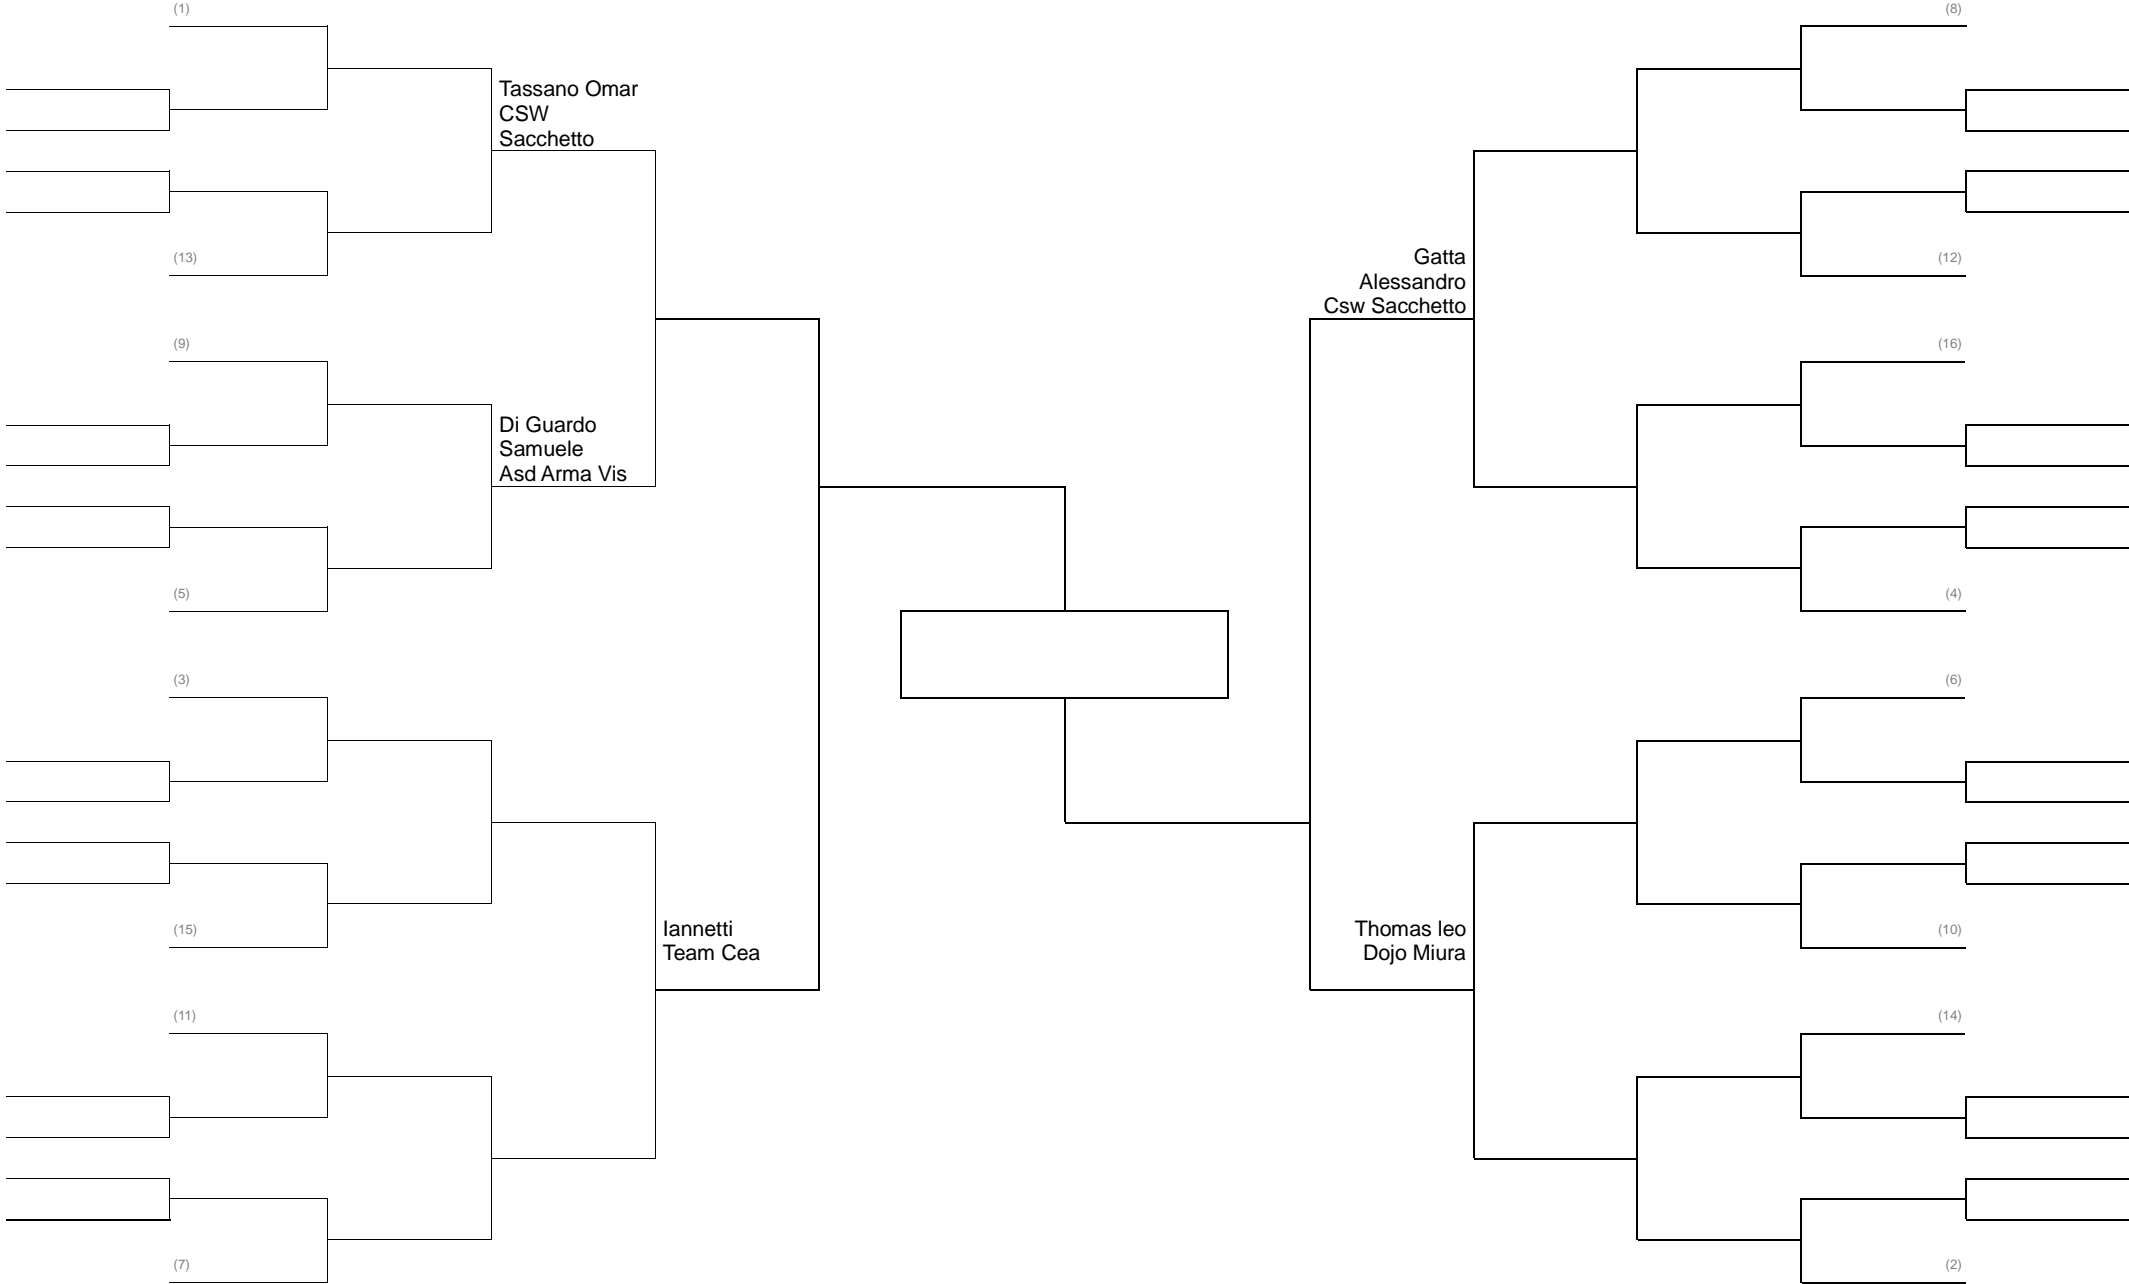 (1)
Tassano Omar
CSW
Sacchetto
(13)
(9)
Di Guardo
Samuele
Asd Arma Vis
(5)
(3)
(15)
Iannetti
Team Cea
(11)
(7)
(8)
Gatta
Alessandro
Csw Sacchetto
(12)
(16)
(4)
(6)
Thomas leo
Dojo Miura
(10)
(14)
(2)